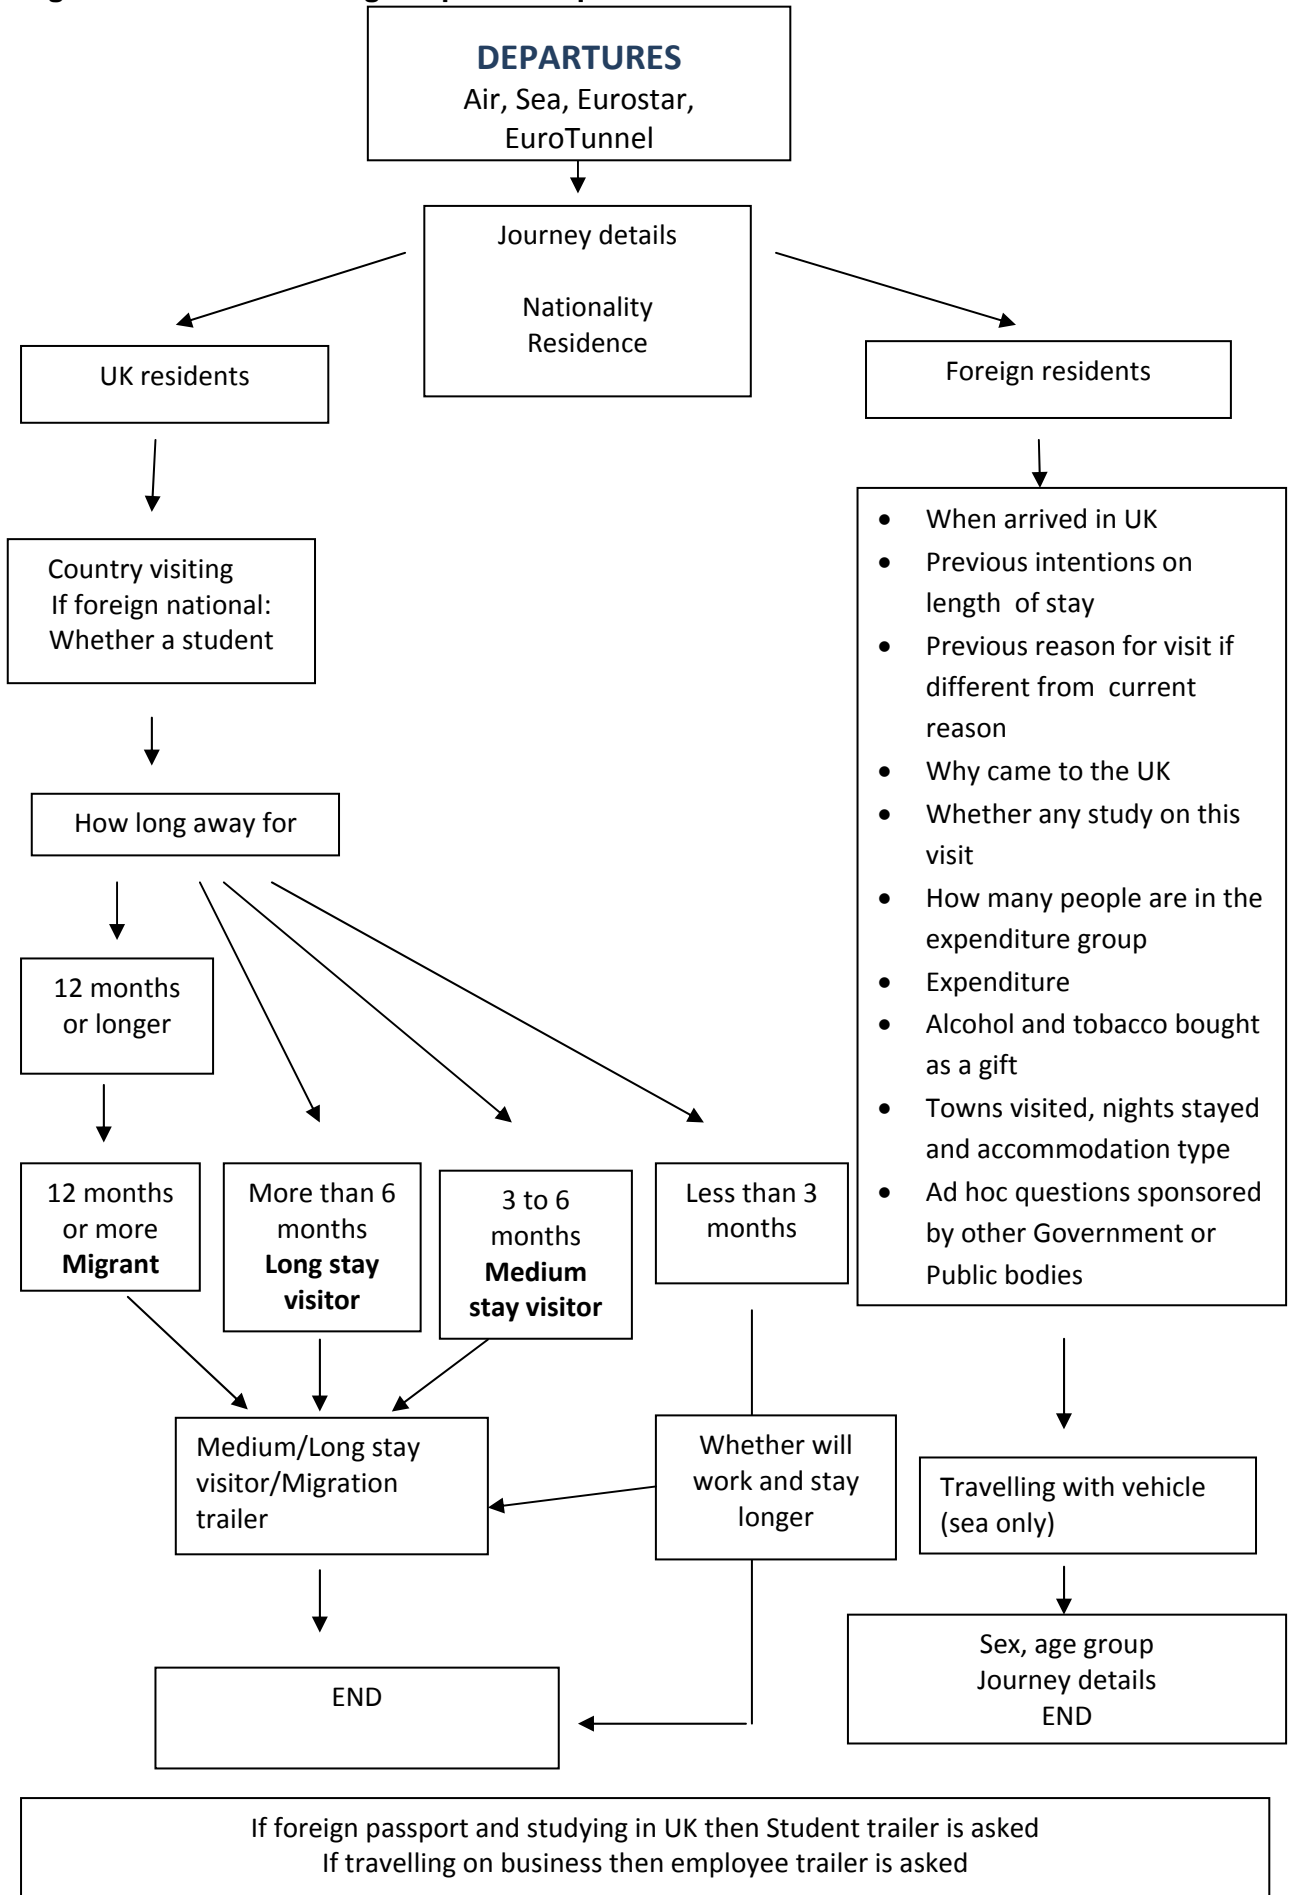 DEPARTURES
Air, Sea, Eurostar,
EuroTunnel
Journey details
Nationality
Residence
UK residents
Foreign residents
Country visiting
If foreign national:
Whether a student
How long away for
12 months
or longer
12 months
or more
Migrant
More than 6
months
Long stay
visitor
3 to 6
months
Medium
stay visitor
Less than 3
months
• When arrived in UK
• Previous intentions on
length of stay
• Previous reason for visit if
different from current
reason
• Why came to the UK
• Whether any study on this
visit
• How many people are in the
expenditure group
• Expenditure
• Alcohol and tobacco bought
as a gift
• Towns visited, nights stayed
and accommodation type
• Ad hoc questions sponsored
by other Government or
Public bodies
Medium/Long stay
visitor/Migration
trailer
Whether will
work and stay
longer
Travelling with vehicle
(sea only)
END
Sex, age group
Journey details
END
If foreign passport and studying in UK then Student trailer is asked
If travelling on business then employee trailer is asked